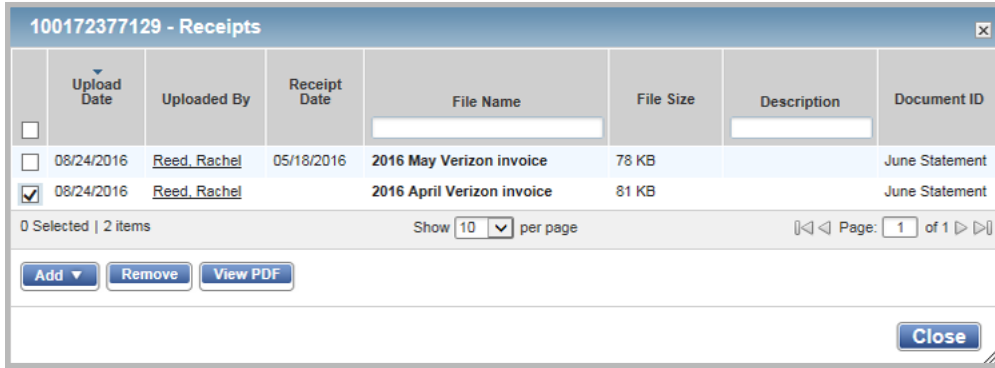 100172377129 - Receipts
Upload Date Uploaded By Receipt Date File Name File Size Description Document ID
08/24/2016 Reed, Rachel 05/18/2016 2016 May Verizon invoice 78 KB June Statement
08/24/2016 Reed, Rachel 2016 April Verizon invoice 81 KB June Statement
0 Selected | 2 items Show 10 per page Page: 1 of 1
Add Remove View PDF
Close